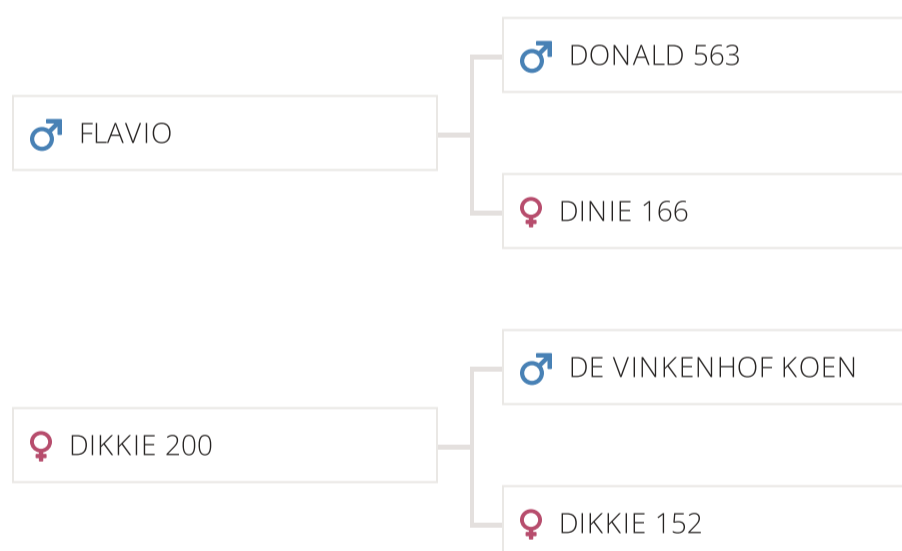 DONALD 563
FLAVIO
DINIE 166
DE VINKENHOF KOEN
DIKKIE 200
DIKKIE 152